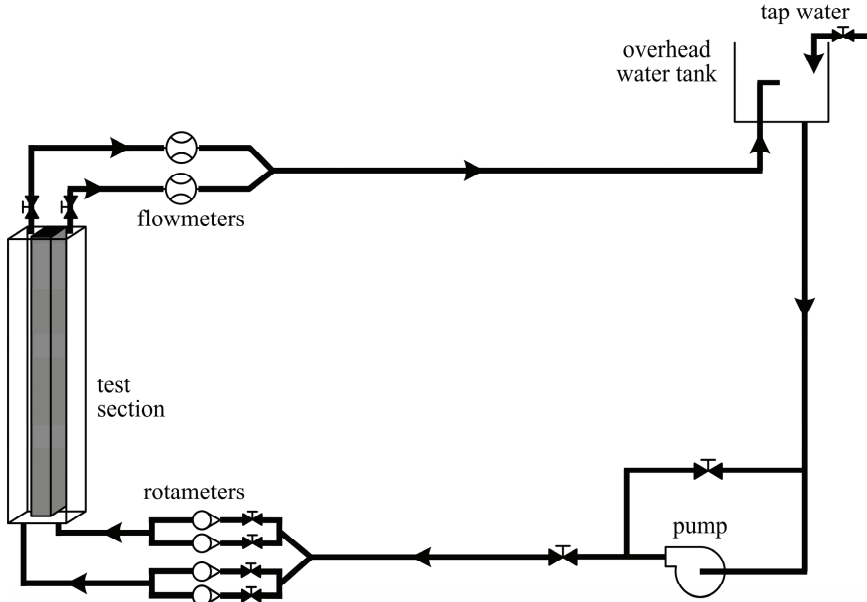 tap water
overhead
water tank
flowmeters
test
section
rotameters
pump